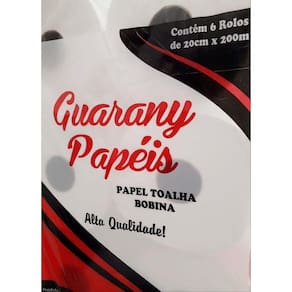 Contém 6 Rolos
de 20cm x 200m
Guarany
Papéis
PAPEL TOALHA
BOBINA
Alta Qualidade!